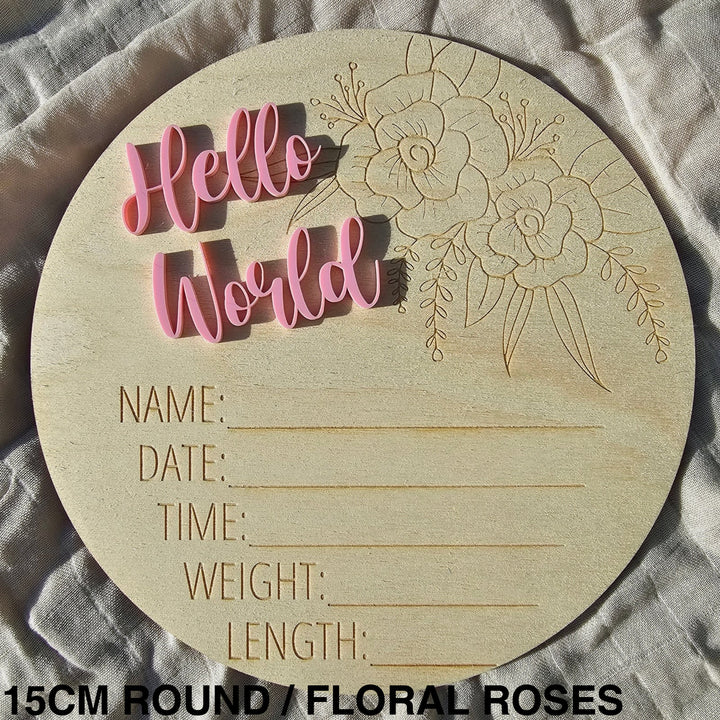 Hello
World
NAME:
DATE:
TIME:
WEIGHT:
LENGTH:
15CM ROUND / FLORAL ROSES